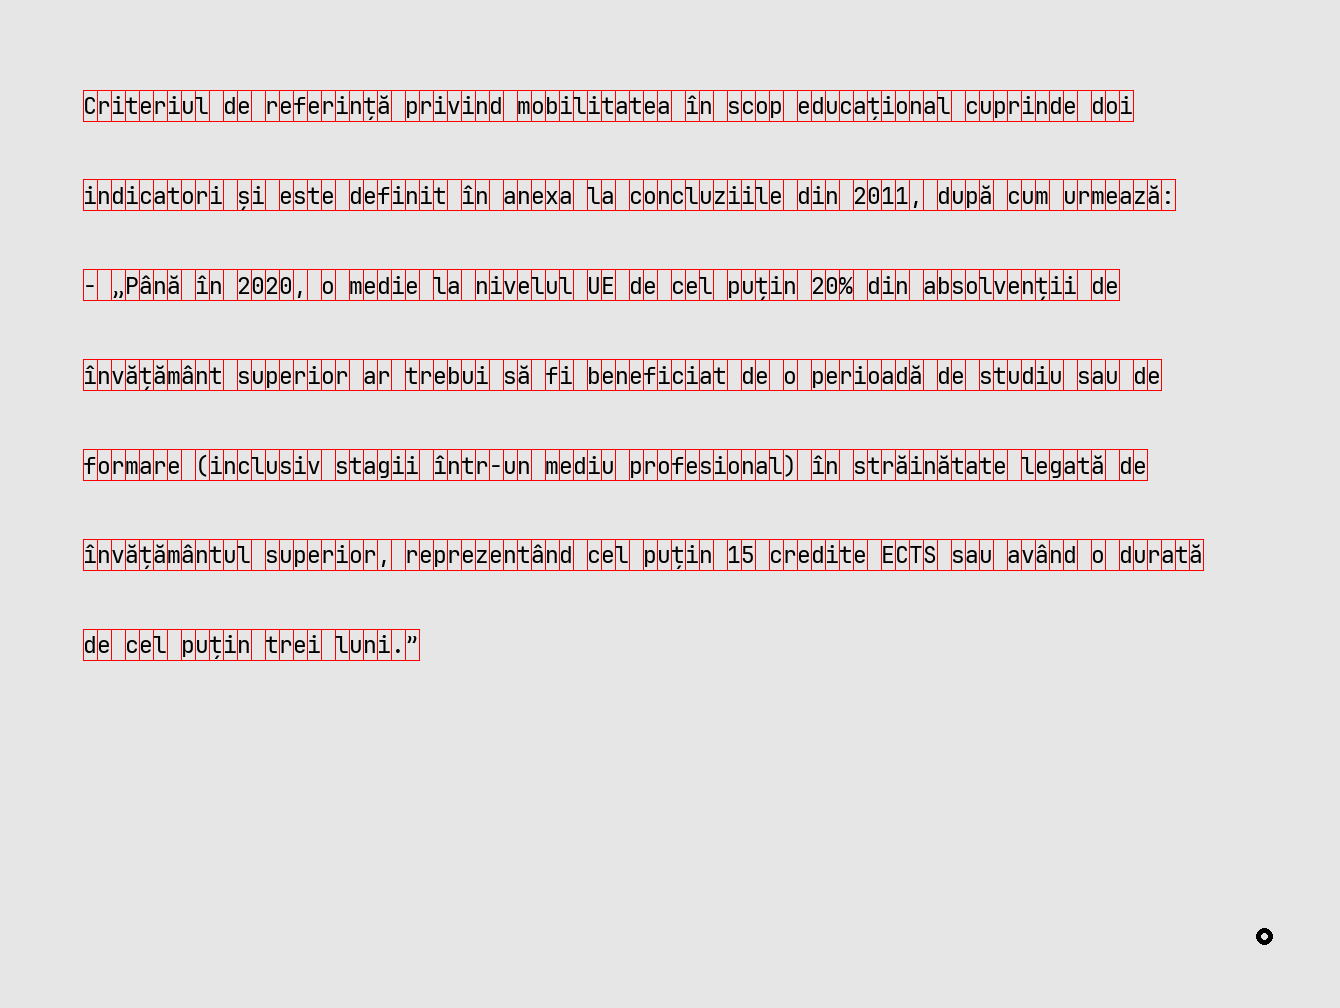 Criteriul de referință privind mobilitatea în scop educațional cuprinde doi
indicatori și este definit în anexa la concluziile din 2011, după cum urmează:
- „Până în 2020, o medie la nivelul UE de cel puțin 20% din absolvenții de
învățământ superior ar trebui să fi beneficiat de o perioadă de studiu sau de
formare (inclusiv stagii într-un mediu profesional) în străinătate legată de
învățământul superior, reprezentând cel puțin 15 credite ECTS sau având o durată
de cel puțin trei luni.”